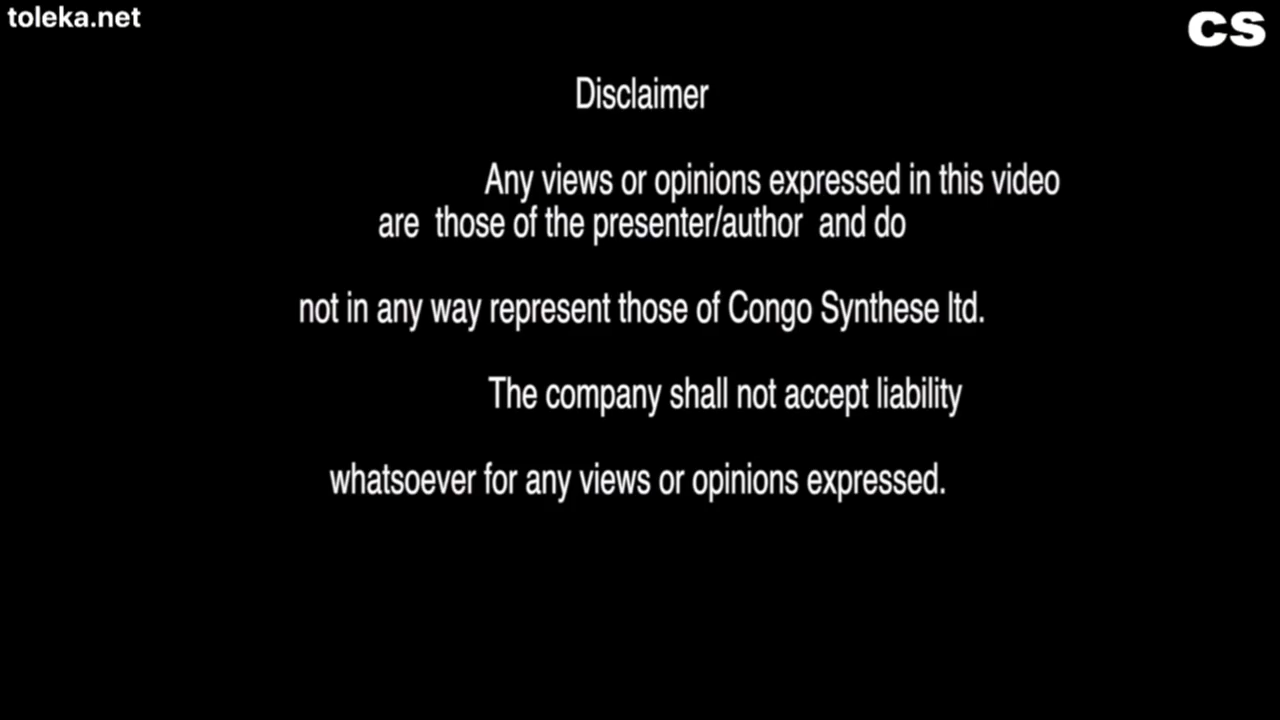 toleka.net
CS
Disclaimer
Any views or opinions expressed in this video
are those of the presenter/author and do
not in any way represent those of Congo Synthese ltd.
The company shall not accept liability
whatsoever for any views or opinions expressed.